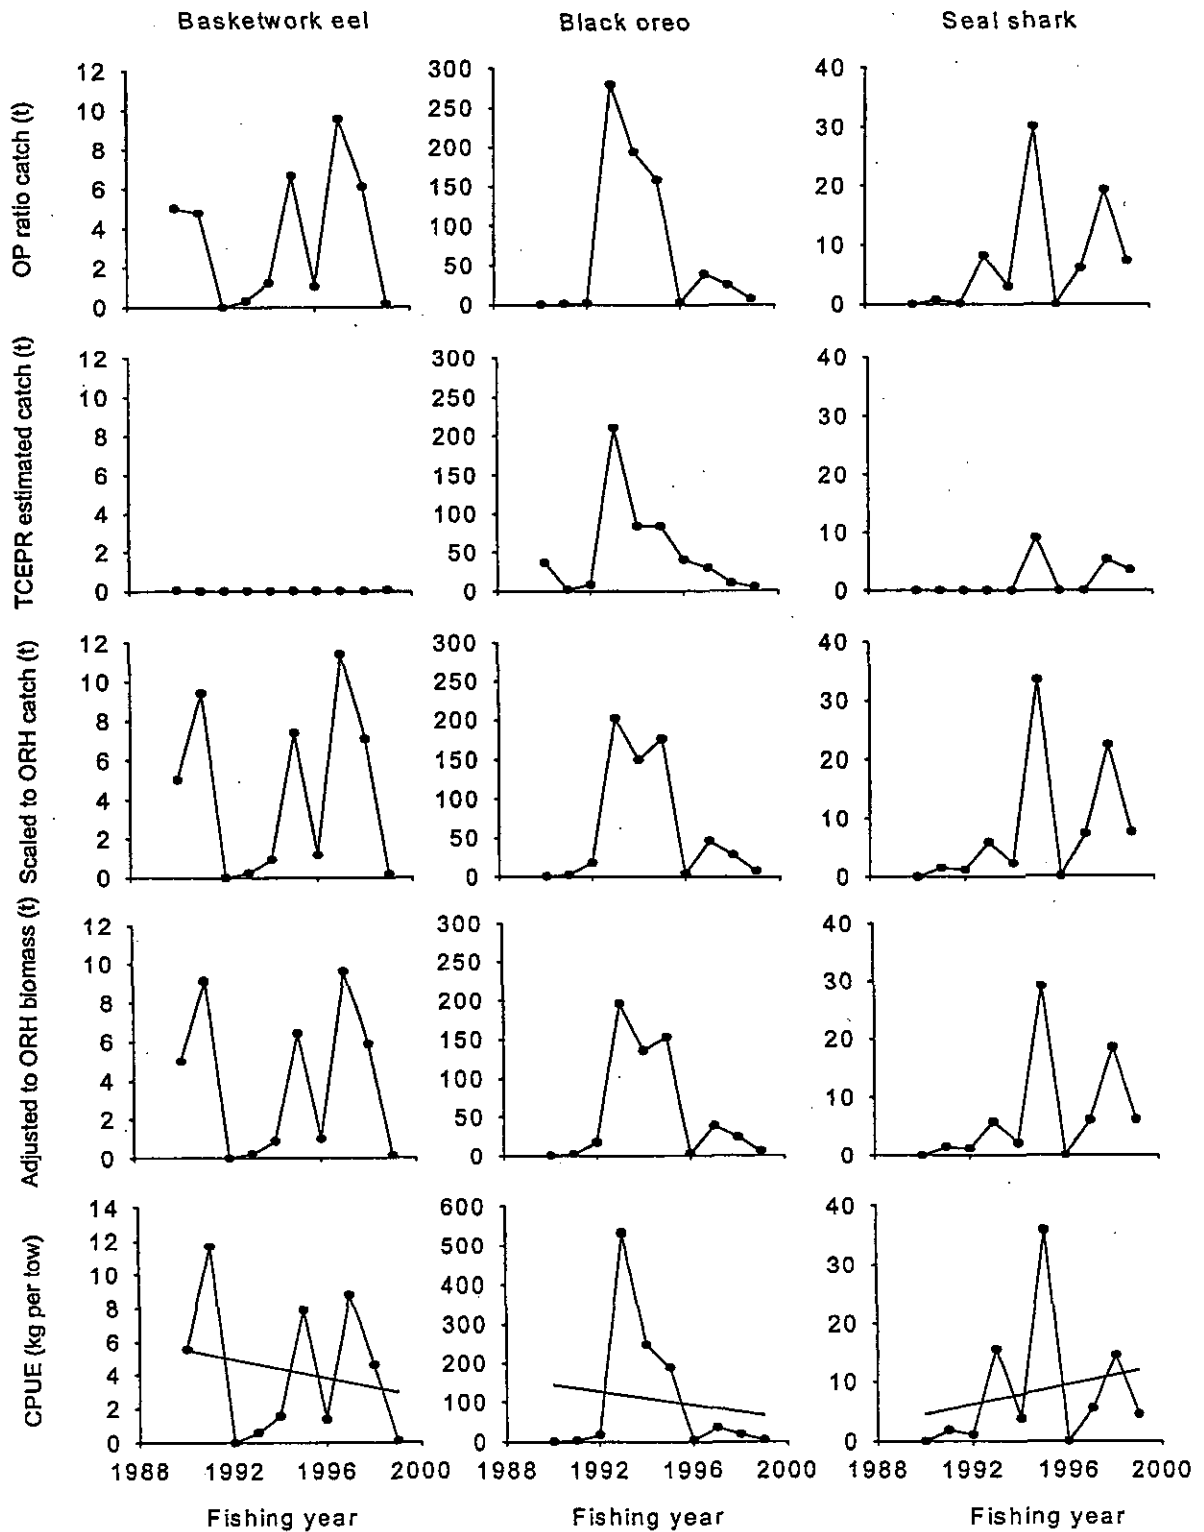 Basketwork eel Black oreo Seal shark
OP ratio catch (t)
12 10 8 6 4 2 0
300 250 200 150 100 50 0
40 30 20 10 0
TCEPR estimated catch (t)
12 10 8 6 4 2 0
300 250 200 150 100 50 0
40 30 20 10 0
Scaled to ORH catch (t)
12 10 8 6 4 2 0
300 250 200 150 100 50 0
40 30 20 10 0
Adjusted to ORH biomass (t)
12 10 8 6 4 2 0
300 250 200 150 100 50 0
40 30 20 10 0
CPUE (kg per tow)
14 12 10 8 6 4 2 0
600 500 400 300 200 100 0
40 30 20 10 0
1988 1992 1996 2000 1988 1992 1996 2000 1988 1992 1996 2000
Fishing year Fishing year Fishing year